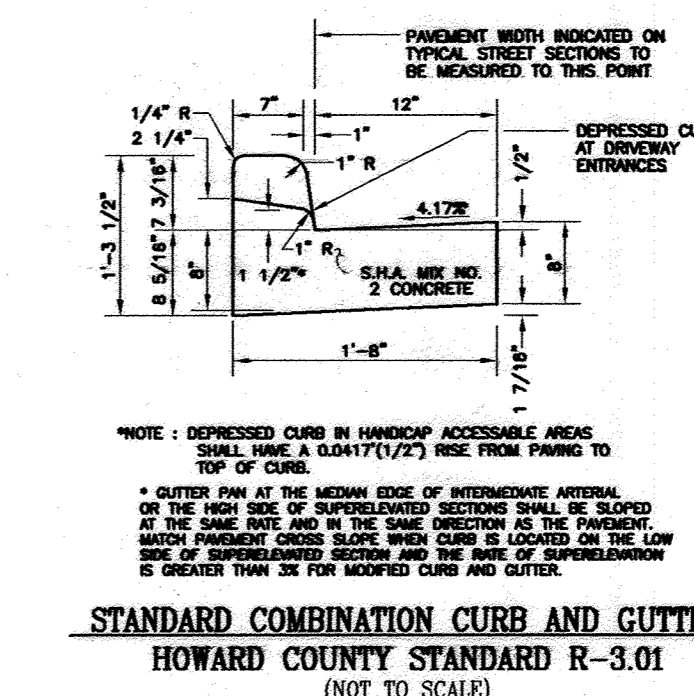 PAVEMENT WIDTH INDICATED ON
TYPICAL STREET SECTIONS TO
BE MEASURED TO THIS POINT
7"
12"
1/4" R
2 1/4"
1"
DEPRESSED CU
AT DRIVEWAY
ENTRANCES
1" R
1/2"
1'-3 1/2"
7 3/16"
8 5/16"
8"
4.17%*
1" R
1 1/2"*
S.H.A. MIX NO.
2 CONCRETE
8"
1'-8"
1 7/16"
*NOTE : DEPRESSED CURB IN HANDICAP ACCESSABLE AREAS
SHALL HAVE A 0.0417'(1/2") RISE FROM PAVING TO
TOP OF CURB.
* GUTTER PAN AT THE MEDIAN EDGE OF INTERMEDIATE ARTERIAL
OR THE HIGH SIDE OF SUPERELEVATED SECTIONS SHALL BE SLOPED
AT THE SAME RATE AND IN THE SAME DIRECTION AS THE PAVEMENT.
MATCH PAVEMENT CROSS SLOPE WHEN CURB IS LOCATED ON THE LOW
SIDE OF SUPERELEVATED SECTION AND THE RATE OF SUPERELEVATION
IS GREATER THAN 3% FOR MODIFIED CURB AND GUTTER.
STANDARD COMBINATION CURB AND GUTTE
HOWARD COUNTY STANDARD R-3.01
(NOT TO SCALE)